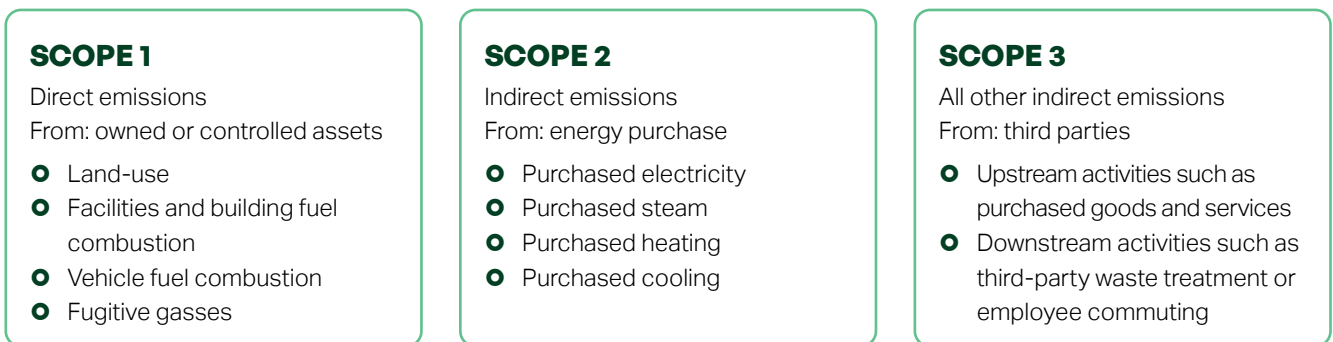 SCOPE 1
Direct emissions
From: owned or controlled assets
Land-use
Facilities and building fuel
combustion
Vehicle fuel combustion
Fugitive gasses
SCOPE 2
Indirect emissions
From: energy purchase
Purchased electricity
Purchased steam
Purchased heating
Purchased cooling
SCOPE 3
All other indirect emissions
From: third parties
Upstream activities such as
purchased goods and services
Downstream activities such as
third-party waste treatment or
employee commuting